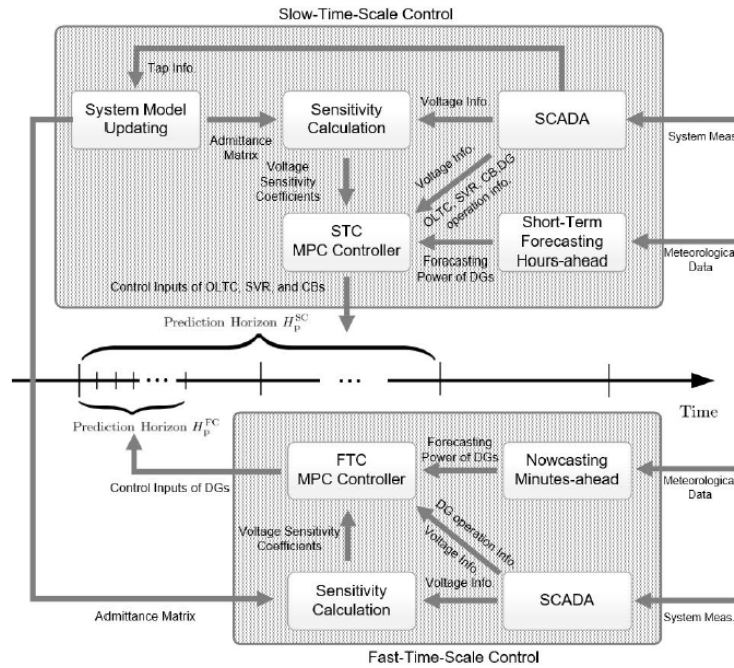 Slow-Time-Scale Control
Tap Info.
System Model
Updating
Admittance
Matrix
Sensitivity
Calculation
Voltage Info.
SCADA
System Meas.
Voltage
Sensitivity
Coefficients
Voltage Info.
OLTC, SVR, CB,DG
operation info.
STC
MPC Controller
Forecasting
Power of DGs
Short-Term
Forecasting
Hours-ahead
Meteorological
Data
Control Inputs of OLTC, SVR, and CBs
Prediction Horizon H_p^SC
...
...
Time
Prediction Horizon H_p^FC
Control Inputs of DGs
FTC
MPC Controller
Forecasting
Power of DGs
Nowcasting
Minutes-ahead
Meteorological
Data
Voltage Sensitivity
Coefficients
DG operation Info.
Voltage Info.
Admittance Matrix
Sensitivity
Calculation
Voltage Info.
SCADA
System Meas.
Fast-Time-Scale Control